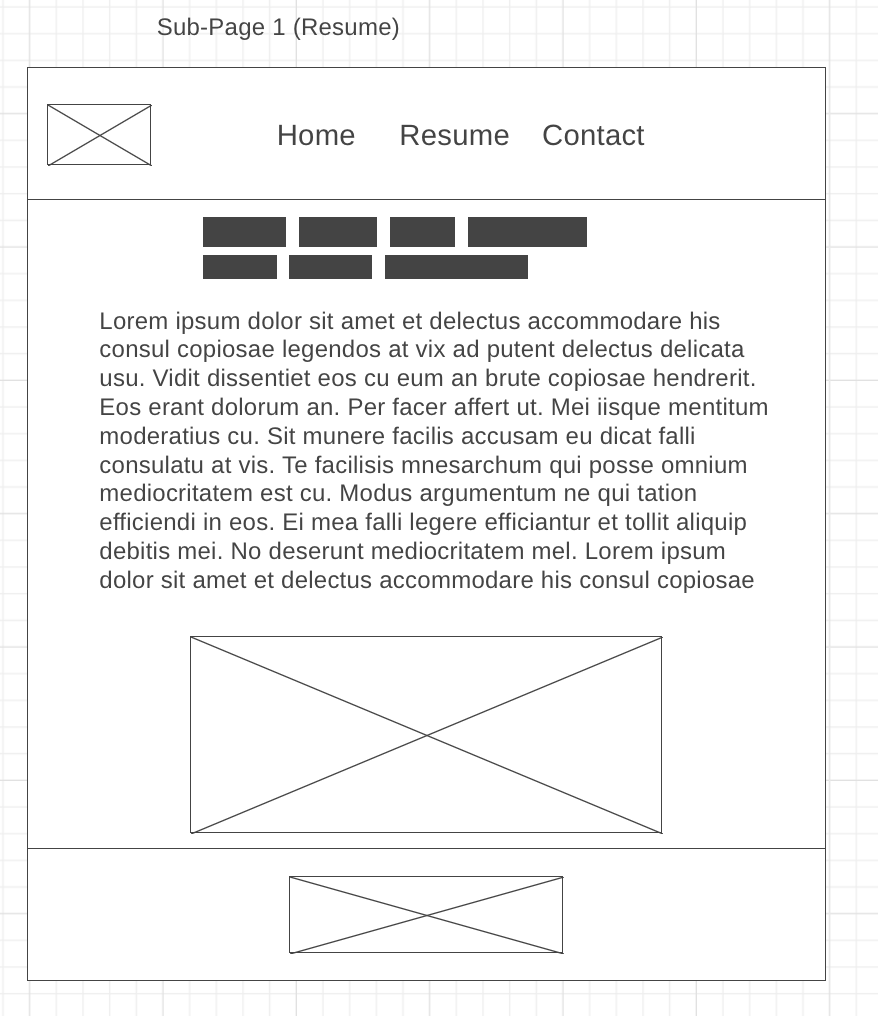 Sub-Page 1 (Resume)
Home Resume Contact
Lorem ipsum dolor sit amet et delectus accommodare his
consul copiosae legendos at vix ad putent delectus delicata
usu. Vidit dissentiet eos cu eum an brute copiosae hendrerit.
Eos erant dolorum an. Per facer affert ut. Mei iisque mentitum
moderatius cu. Sit munere facilis accusam eu dicat falli
consulatu at vis. Te facilisis mnesarchum qui posse omnium
mediocritatem est cu. Modus argumentum ne qui tation
efficiendi in eos. Ei mea falli legere efficiantur et tollit aliquip
debitis mei. No deserunt mediocritatem mel. Lorem ipsum
dolor sit amet et delectus accommodare his consul copiosae